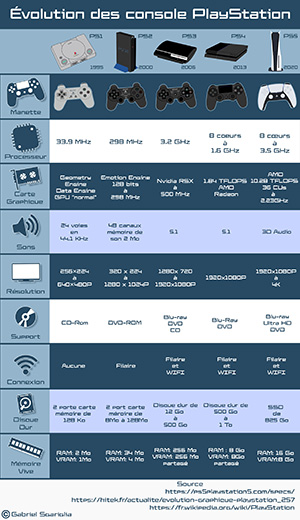 Évolution des console PlayStation
PS1 PS2 PS3 PS4 PS5
1995 2000 2006 2013 2020
Manette
Processeur
33.9 MHz
298 MHz
3.2 GHz
8 cœurs
à
1.6 GHz
8 cœurs
à
3.5 GHz
Carte
Graphique
Geometry
Engine
Data Engine
GPU "normal"
Emotion Engine
128 bits
à
298 MHz
Nvidia RSX
à
500 MHz
1.84 TFLOPS
AMD
Radeon
AMD
10.28 TFLOPS
36 CUs
à
2.23GHz
Sons
24 voies
en
44.1 KHz
48 canaux
mémoire de
son 2 Mo
5.1
5.1
3D Audio
Résolution
256×224
à
640×480P
320 x 224
à
1280 x 1024P
1280x 720
à
1920x1080P
1920x1080P
1920x1080P
à
4K
Support
CD-Rom
DVD-ROM
Blu-ray
DVD
CD
Blu-Ray
DVD
Blu-ray
Ultra HD
DVD
Connexion
Aucune
Filaire
Filaire
et
WIFI
Filaire
et
WIFI
Filaire
et
WIFI
Disque
Dur
2 porte carte
mémoire de
128 Ko
2 port carte
mémoire de
8Mo à 128Mo
Disque dur de
12 Go
à
500 Go
Disque dur de
500 Go
à
1 To
SSD
de
825 Go
Mémoire
Vive
RAM: 2 Mo
VRAM: 1Mo
RAM: 34 Mo
VRAM: 4 Mo
RAM: 256 Mo
VRAM: 256 Mo
partagé
RAM : 8 Go
VRAM: 8Go
partagé
RAM: 16 Go
VRAM:8 Go
Source
https://ps5playstation5.com/specs/
https://hitek.fr/actualite/evolution-graphique-playstation_257
https://fr.wikipedia.org/wiki/PlayStation
©Gabriel